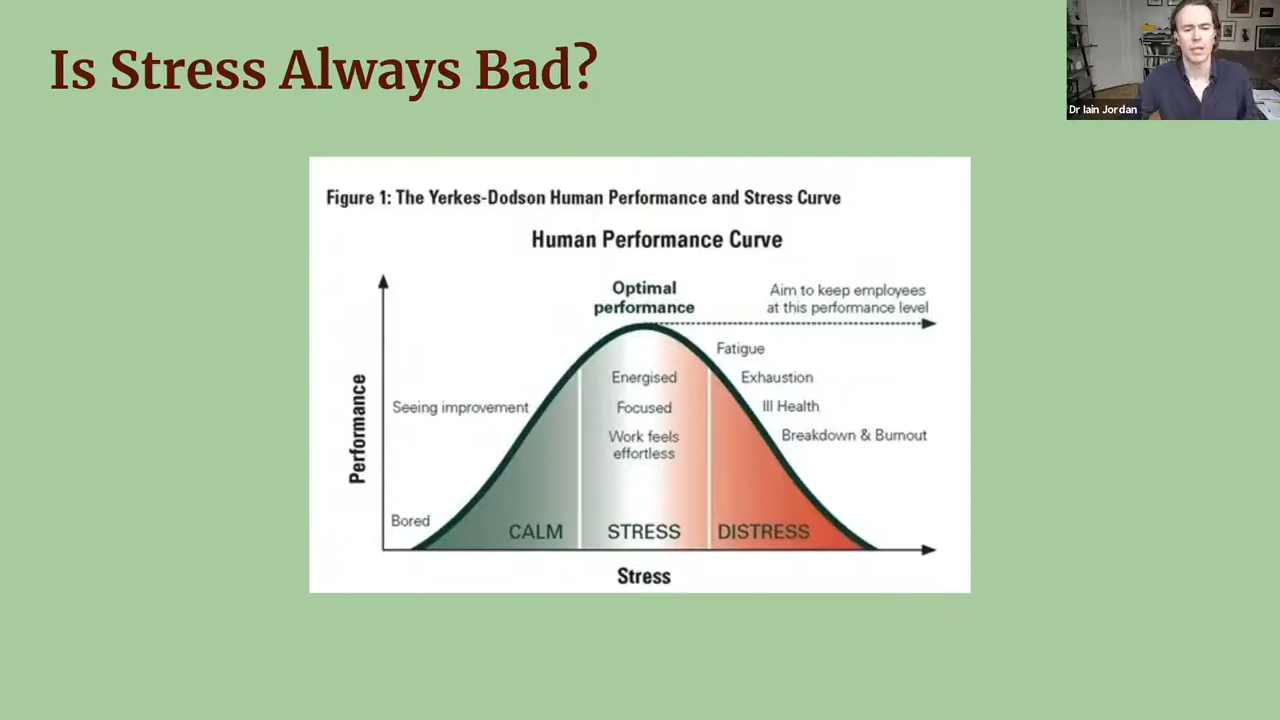 Is Stress Always Bad?
Dr Iain Jordan
Figure 1: The Yerkes-Dodson Human Performance and Stress Curve
Human Performance Curve
Optimal
performance
Aim to keep employees
at this performance level
Fatigue
Energised
Exhaustion
Seeing improvement
Focused
Ill Health
Work feels
effortless
Breakdown & Burnout
Performance
Bored
CALM
STRESS
DISTRESS
Stress